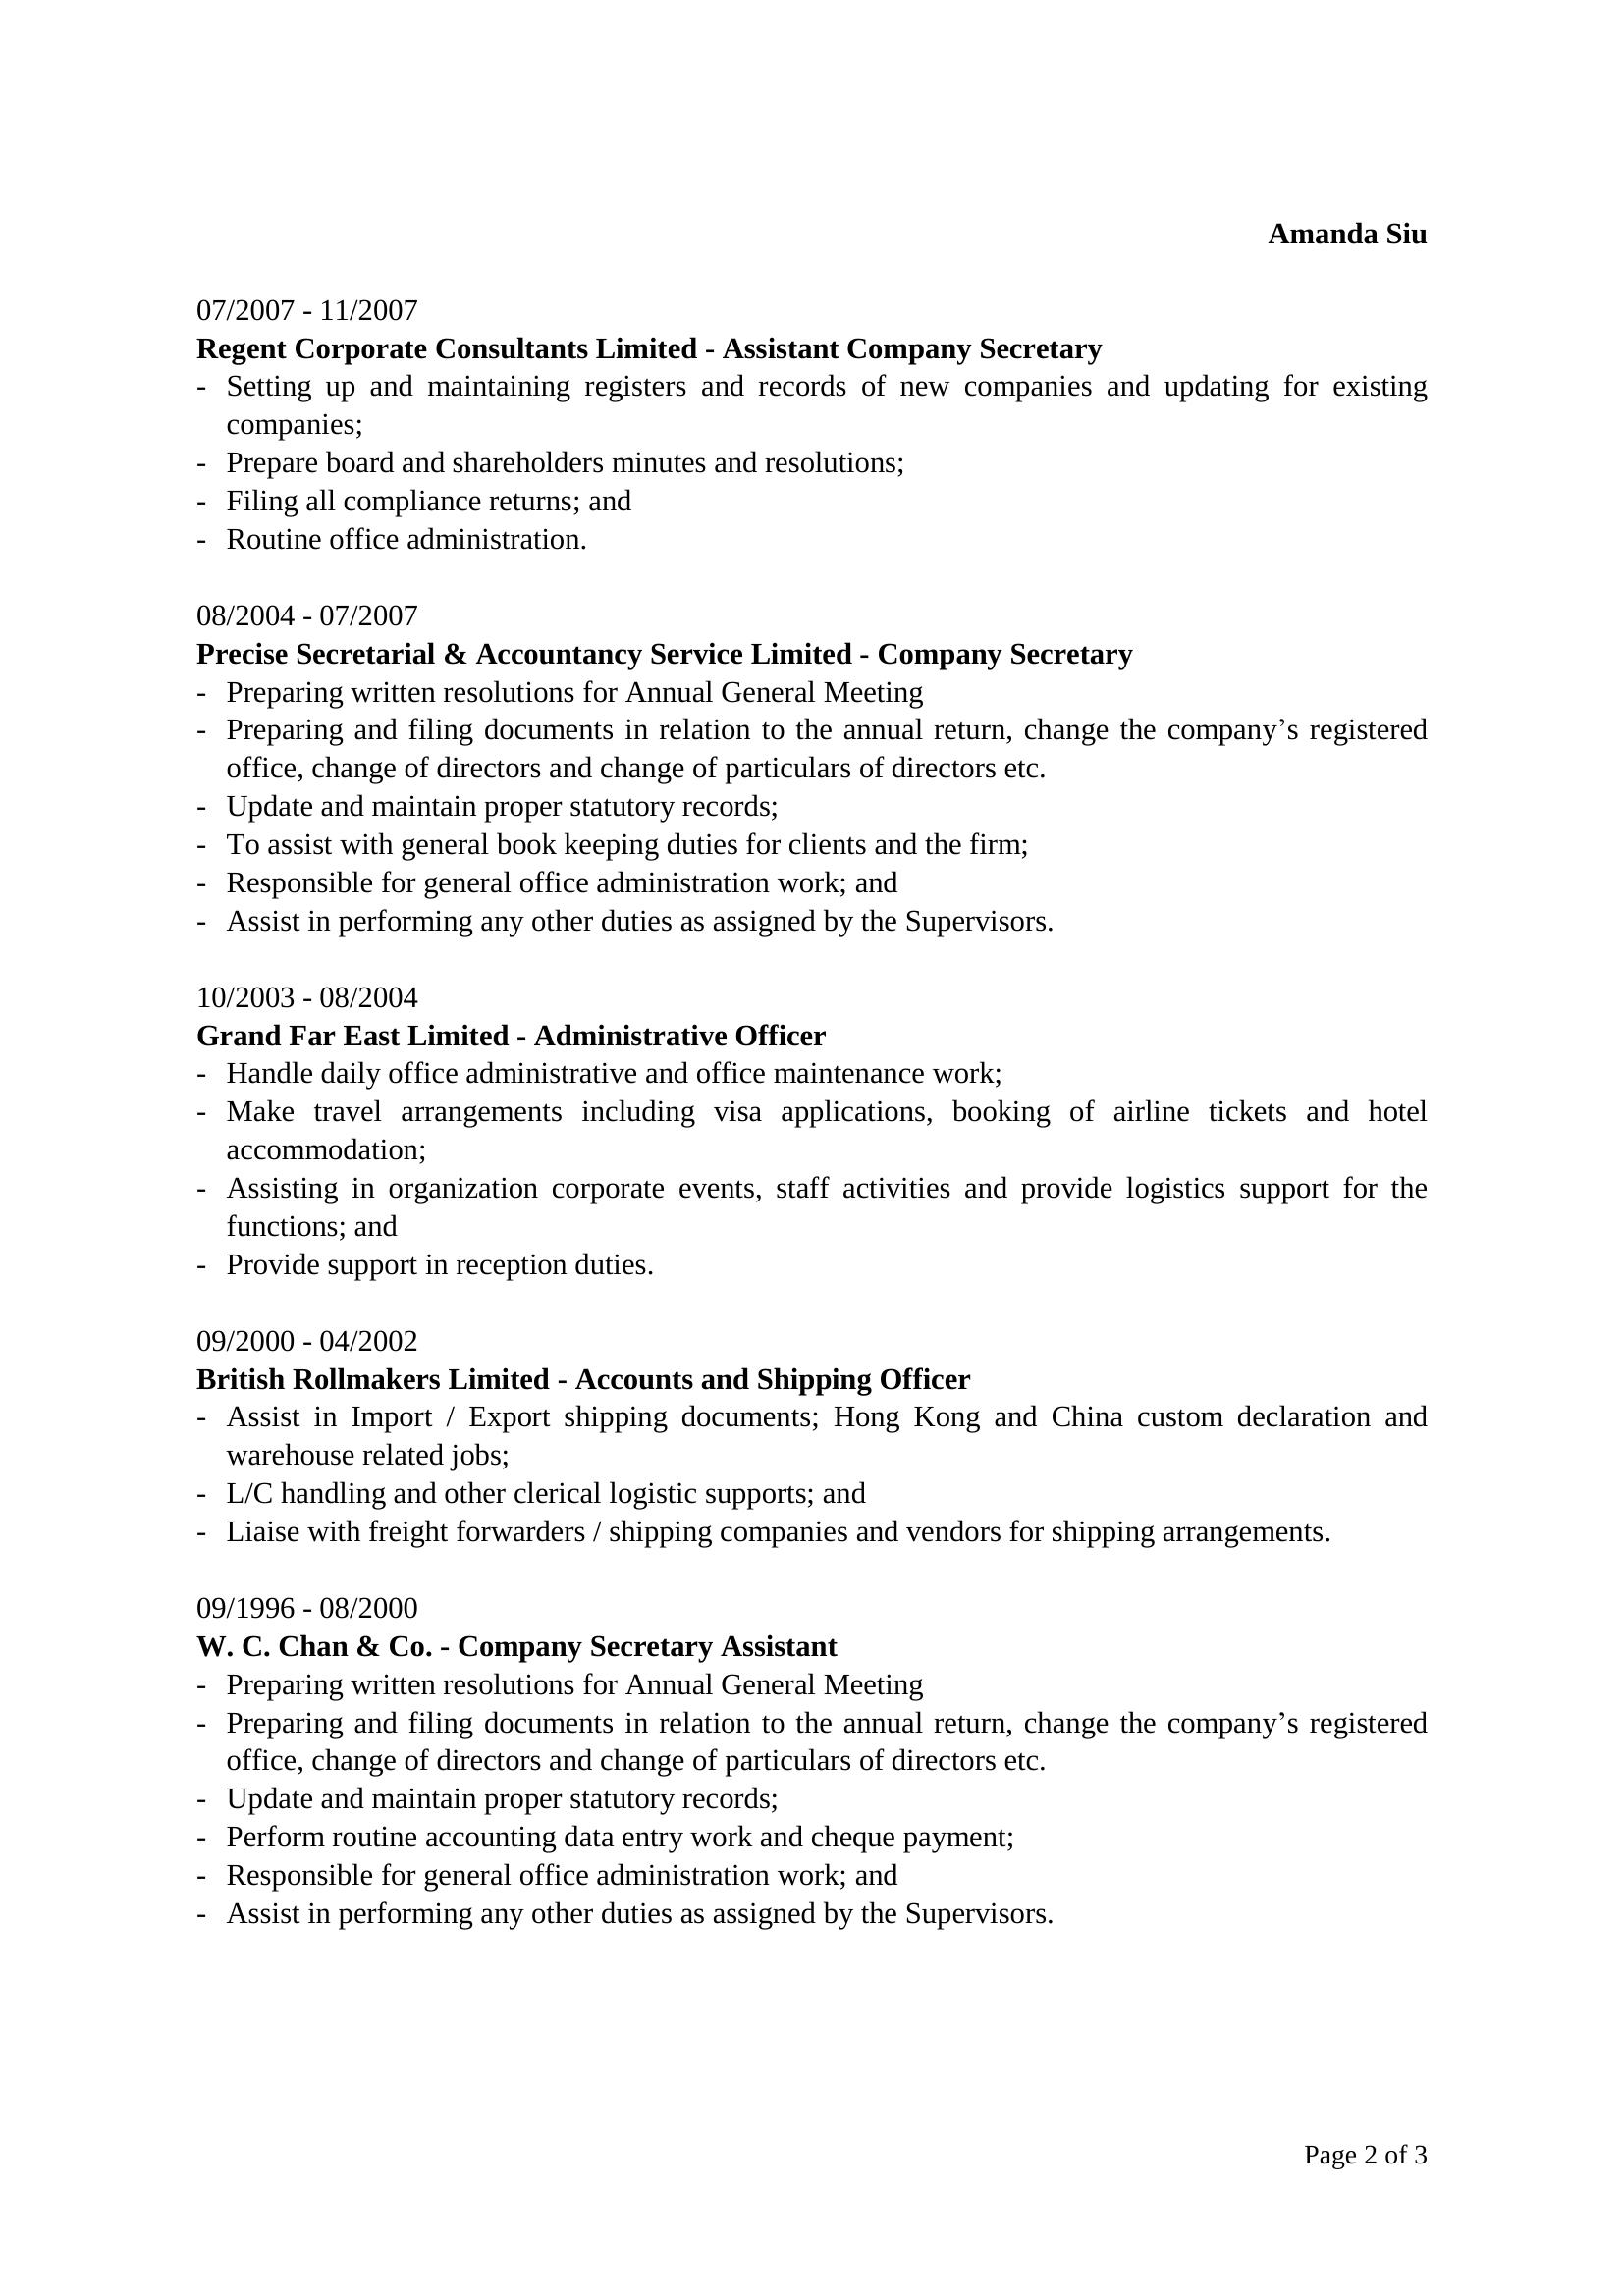 Amanda Siu
07/2007 - 11/2007
Regent Corporate Consultants Limited - Assistant Company Secretary
- Setting up and maintaining registers and records of new companies and updating for existing
companies;
- Prepare board and shareholders minutes and resolutions;
- Filing all compliance returns; and
- Routine office administration.
08/2004 - 07/2007
Precise Secretarial & Accountancy Service Limited - Company Secretary
- Preparing written resolutions for Annual General Meeting
- Preparing and filing documents in relation to the annual return, change the company’s registered
office, change of directors and change of particulars of directors etc.
- Update and maintain proper statutory records;
- To assist with general book keeping duties for clients and the firm;
- Responsible for general office administration work; and
- Assist in performing any other duties as assigned by the Supervisors.
10/2003 - 08/2004
Grand Far East Limited - Administrative Officer
- Handle daily office administrative and office maintenance work;
- Make travel arrangements including visa applications, booking of airline tickets and hotel
accommodation;
- Assisting in organization corporate events, staff activities and provide logistics support for the
functions; and
- Provide support in reception duties.
09/2000 - 04/2002
British Rollmakers Limited - Accounts and Shipping Officer
- Assist in Import / Export shipping documents; Hong Kong and China custom declaration and
warehouse related jobs;
- L/C handling and other clerical logistic supports; and
- Liaise with freight forwarders / shipping companies and vendors for shipping arrangements.
09/1996 - 08/2000
W. C. Chan & Co. - Company Secretary Assistant
- Preparing written resolutions for Annual General Meeting
- Preparing and filing documents in relation to the annual return, change the company’s registered
office, change of directors and change of particulars of directors etc.
- Update and maintain proper statutory records;
- Perform routine accounting data entry work and cheque payment;
- Responsible for general office administration work; and
- Assist in performing any other duties as assigned by the Supervisors.
Page 2 of 3